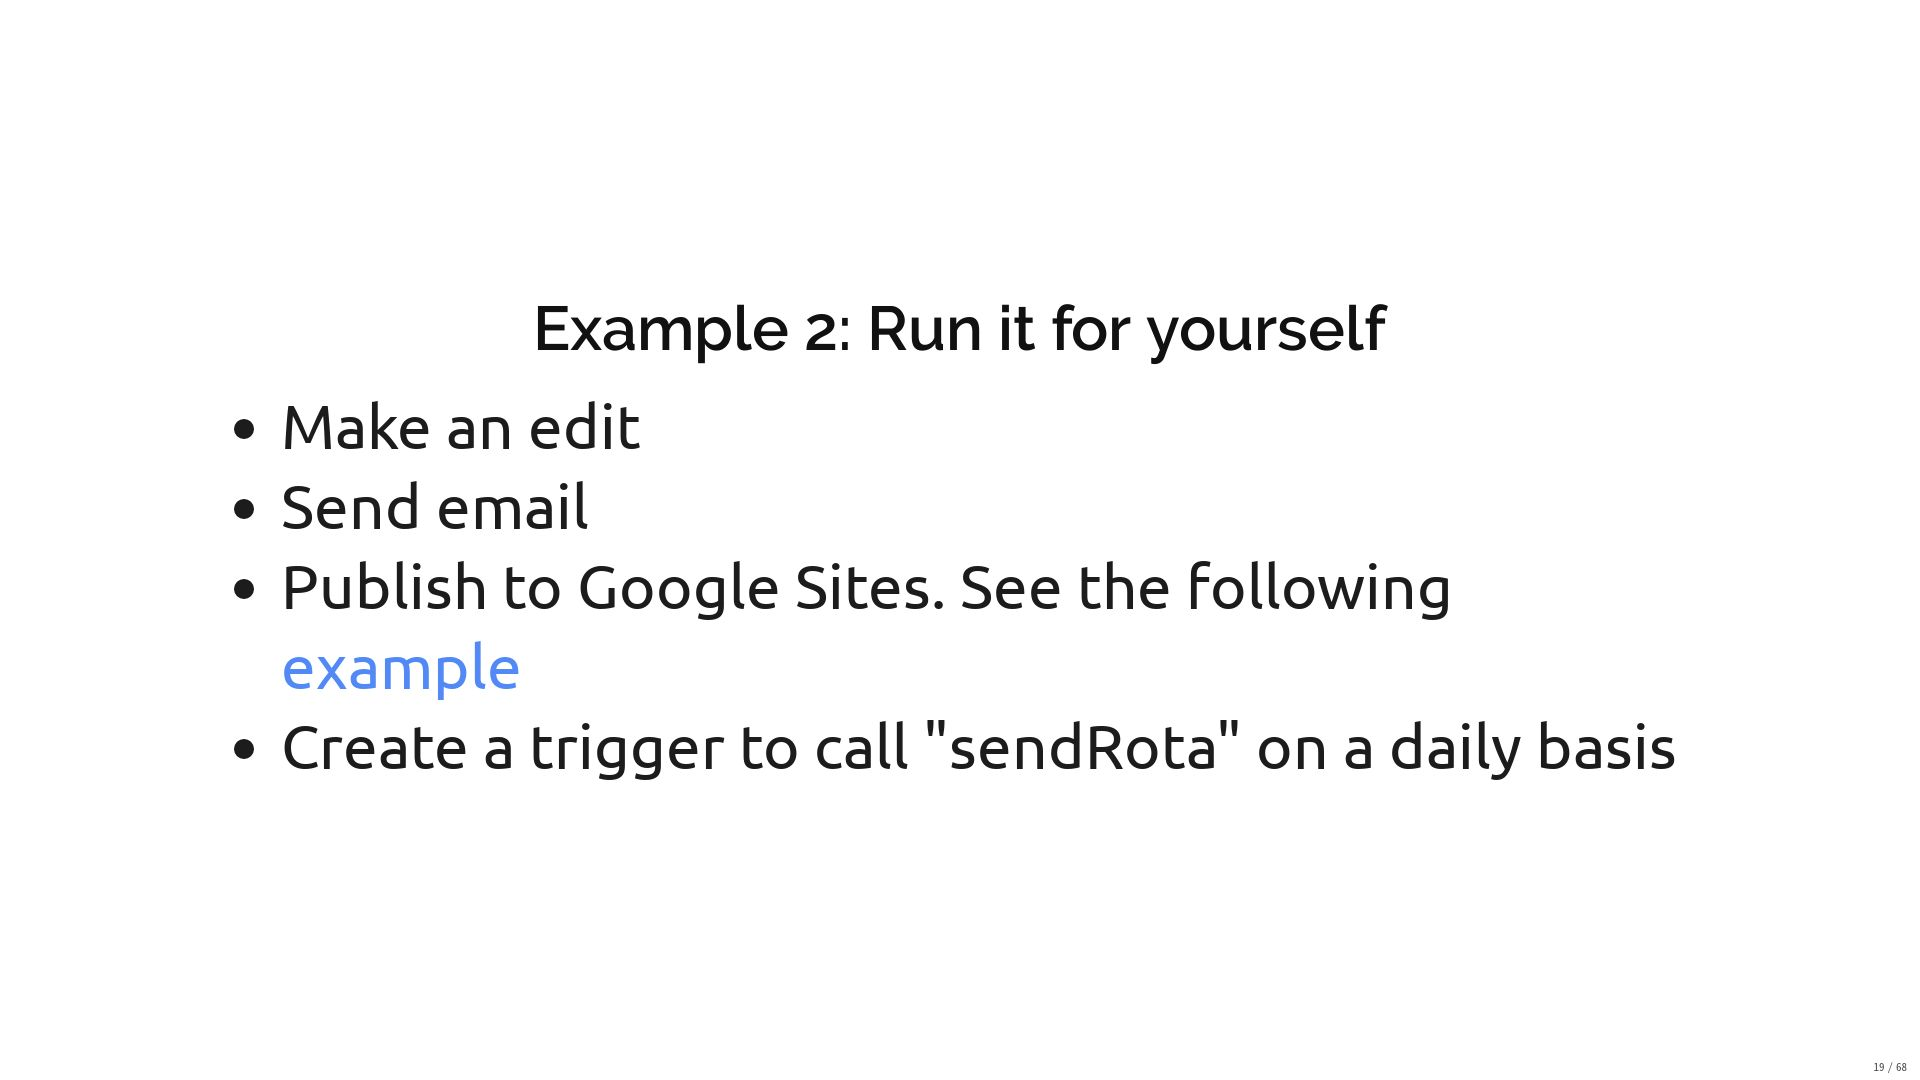 Example 2: Run it for yourself
• Make an edit
• Send email
• Publish to Google Sites. See the following
example
• Create a trigger to call "sendRota" on a daily basis
19 / 68